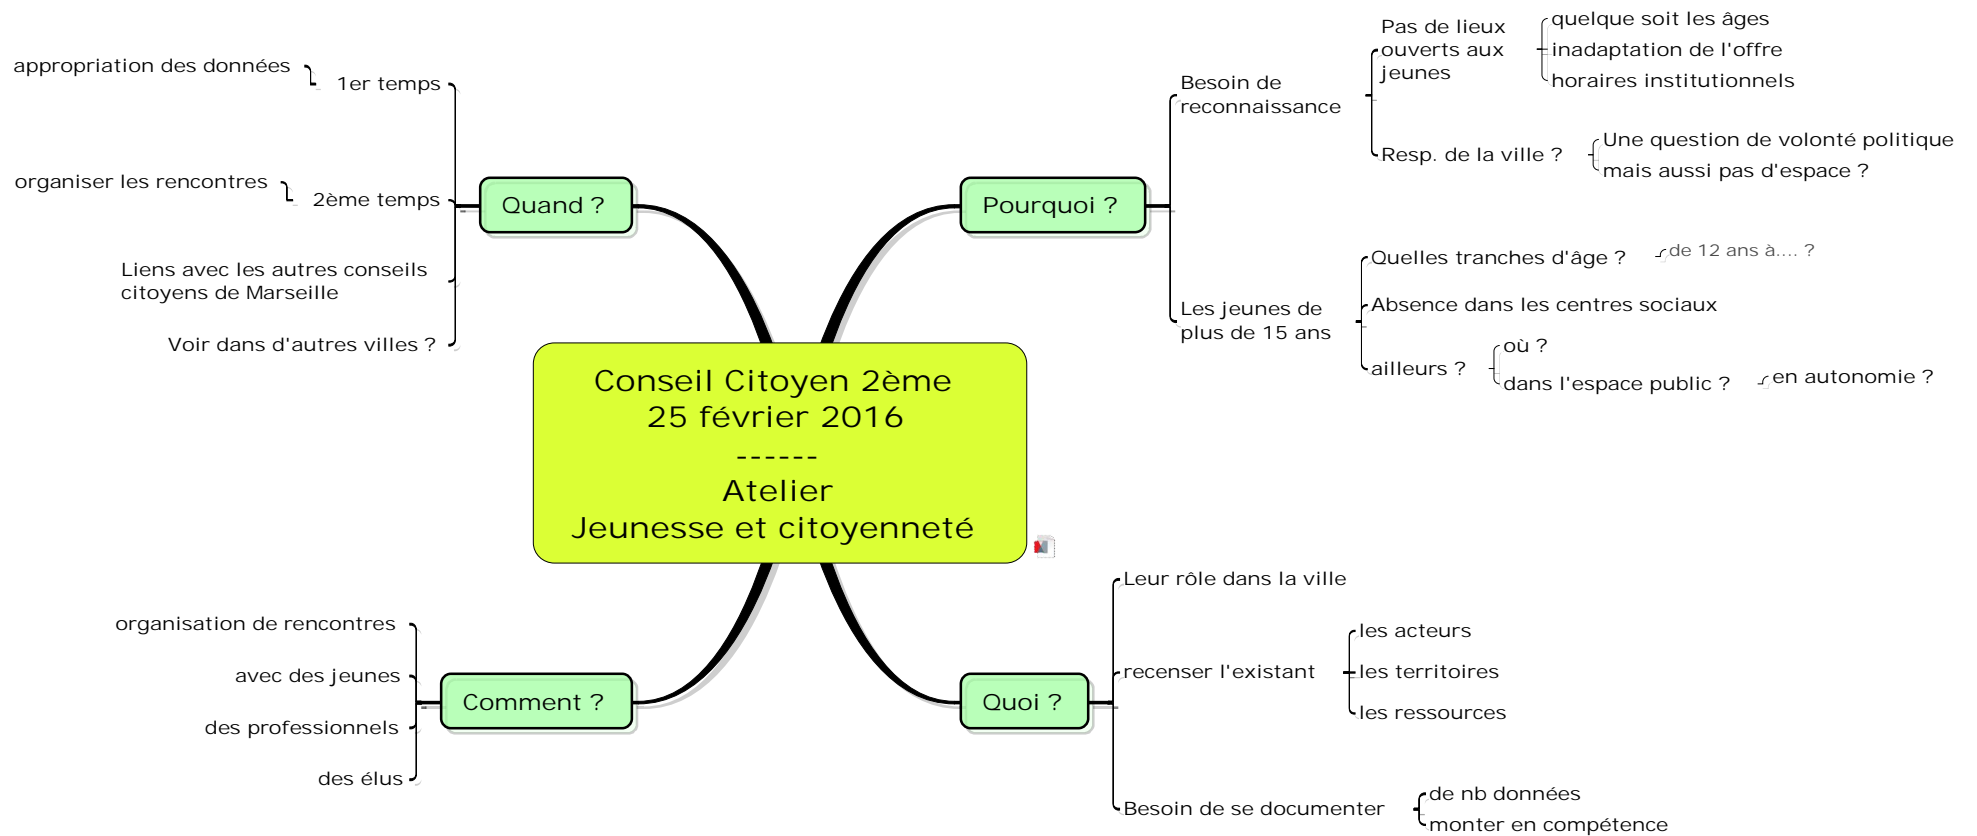 Conseil Citoyen 2ème
25 février 2016
------
Atelier
Jeunesse et citoyenneté
Pourquoi ?
Besoin de
reconnaissance
Pas de lieux
ouverts aux
jeunes
quelque soit les âges
inadaptation de l'offre
horaires institutionnels
Resp. de la ville ?
Une question de volonté politique
mais aussi pas d'espace ?
Les jeunes de
plus de 15 ans
Quelles tranches d'âge ?
de 12 ans à.... ?
Absence dans les centres sociaux
ailleurs ?
où ?
dans l'espace public ?
en autonomie ?
Quoi ?
Leur rôle dans la ville
recenser l'existant
les acteurs
les territoires
les ressources
Besoin de se documenter
de nb données
monter en compétence
Comment ?
organisation de rencontres
avec des jeunes
des professionnels
des élus
Quand ?
1er temps
appropriation des données
2ème temps
organiser les rencontres
Liens avec les autres conseils
citoyens de Marseille
Voir dans d'autres villes ?